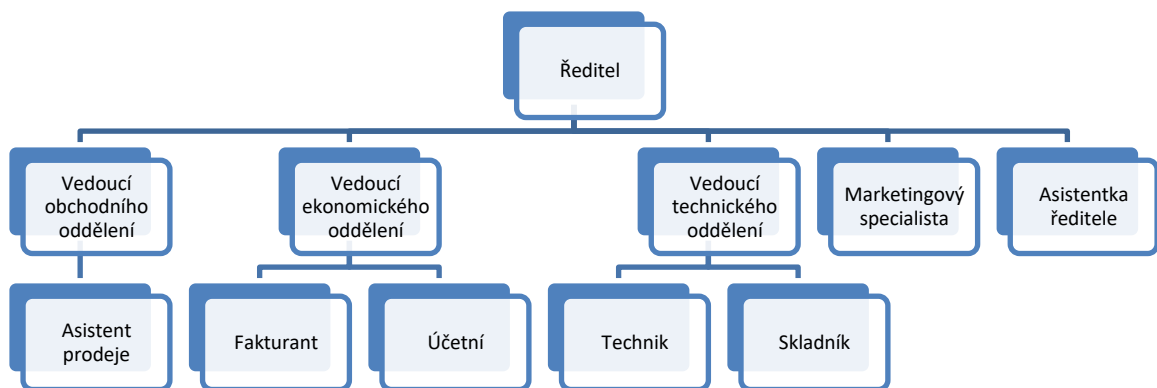 Ředitel
Vedoucí
obchodního
oddělení
Vedoucí
ekonomického
oddělení
Vedoucí
technického
oddělení
Marketingový
specialista
Asistentka
ředitele
Asistent
prodeje
Fakturant
Účetní
Technik
Skladník